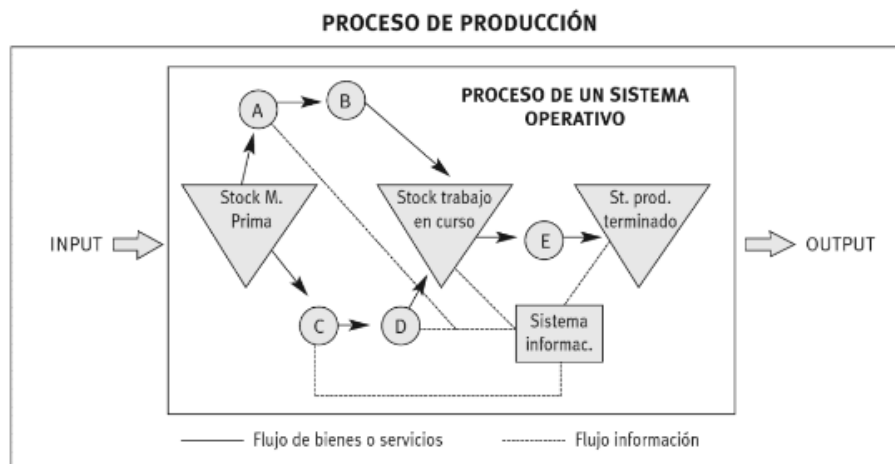 PROCESO DE PRODUCCIÓN
PROCESO DE UN SISTEMA
OPERATIVO
A
B
Stock M.
Prima
Stock trabajo
en curso
St. prod.
terminado
INPUT
E
OUTPUT
C
D
Sistema
informac.
Flujo de bienes o servicios
Flujo información